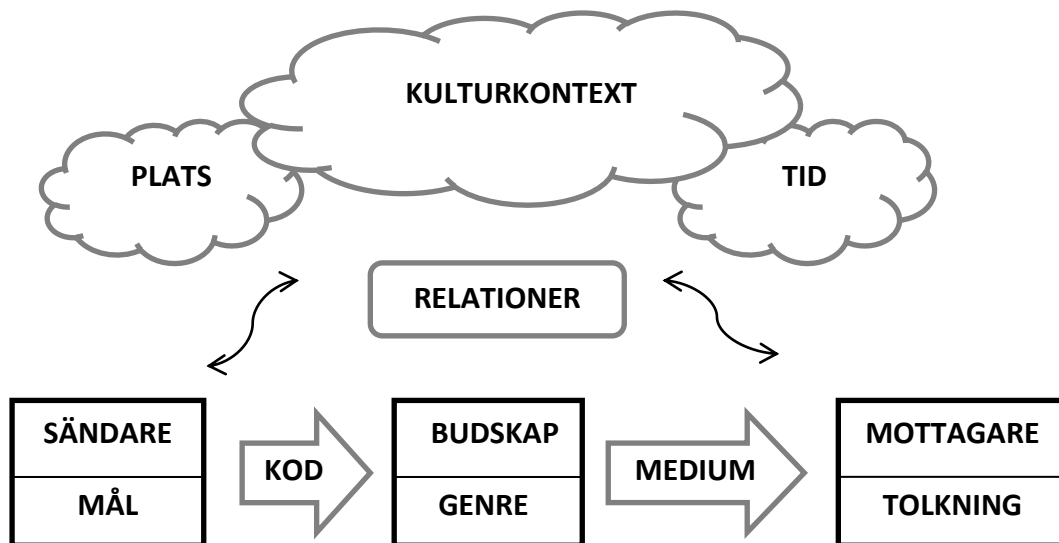 KULTURKONTEXT
PLATS
TID
RELATIONER
SÄNDARE
MÅL
KOD
BUDSKAP
GENRE
MEDIUM
MOTTAGARE
TOLKNING